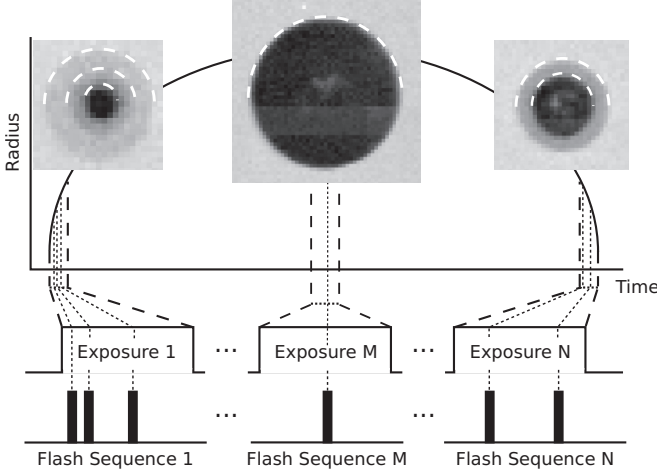 Radius
Time
Exposure 1
...
Exposure M
...
Exposure N
...
...
Flash Sequence 1
Flash Sequence M
Flash Sequence N